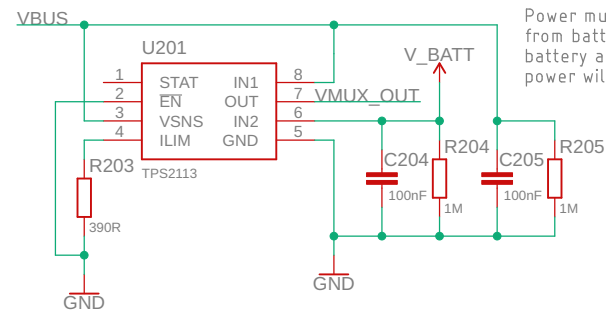 VBUS
Power mu
from batt
battery a
power wil
U201
V_BATT
1 STAT IN1 8
2 EN OUT 7 VMUX_OUT
3 VSNS IN2 6
4 ILIM GND 5
TPS2113
R203
390R
C204
100nF
R204
1M
C205
100nF
R205
1M
GND
GND